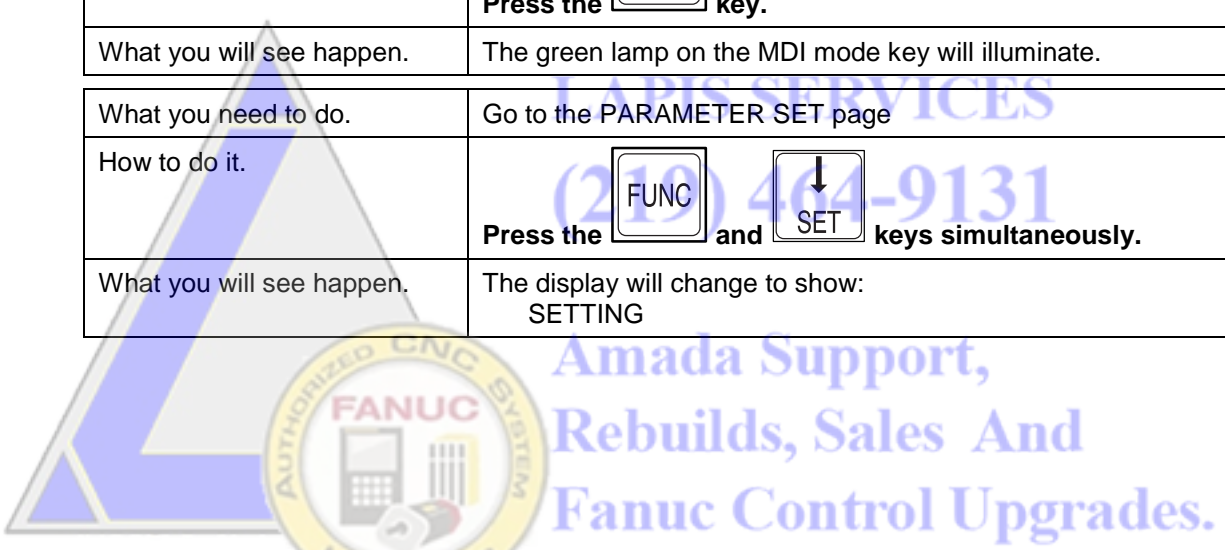 Press the key.
What you will see happen. The green lamp on the MDI mode key will illuminate.
LAPIS SERVICES
What you need to do. Go to the PARAMETER SET page
How to do it.
(219) 464-9131
FUNC
SET
Press the and keys simultaneously.
What you will see happen. The display will change to show:
SETTING
Amada Support,
Rebuilds, Sales And
Fanuc Control Upgrades.
AUTHORIZED CNC SYSTEM
FANUC